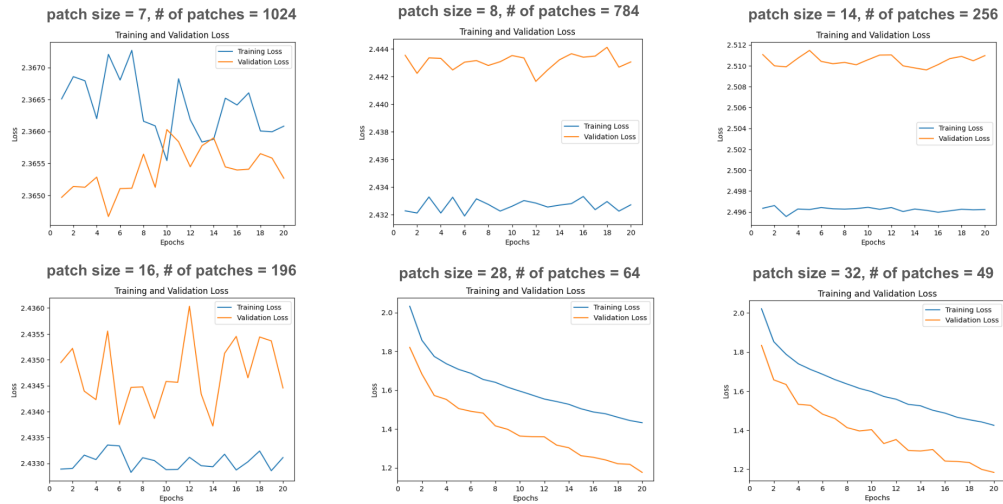 patch size = 7, # of patches = 1024
Training and Validation Loss
Training Loss
Validation Loss
2.3670
2.3665
2.3660
2.3655
2.3650
Loss
0 2 4 6 8 10 12 14 16 18 20
Epochs
patch size = 8, # of patches = 784
Training and Validation Loss
Training Loss
Validation Loss
2.444
2.442
2.440
2.438
2.436
2.434
2.432
Loss
0 2 4 6 8 10 12 14 16 18 20
Epochs
patch size = 14, # of patches = 256
Training and Validation Loss
Training Loss
Validation Loss
2.512
2.510
2.508
2.506
2.504
2.502
2.500
2.498
2.496
Loss
0 2 4 6 8 10 12 14 16 18 20
Epochs
patch size = 16, # of patches = 196
Training and Validation Loss
Training Loss
Validation Loss
2.4360
2.4355
2.4350
2.4345
2.4340
2.4335
2.4330
Loss
0 2 4 6 8 10 12 14 16 18 20
Epochs
patch size = 28, # of patches = 64
Training and Validation Loss
Training Loss
Validation Loss
2.0
1.8
1.6
1.4
1.2
Loss
0 2 4 6 8 10 12 14 16 18 20
Epochs
patch size = 32, # of patches = 49
Training and Validation Loss
Training Loss
Validation Loss
2.0
1.8
1.6
1.4
1.2
Loss
0 2 4 6 8 10 12 14 16 18 20
Epochs